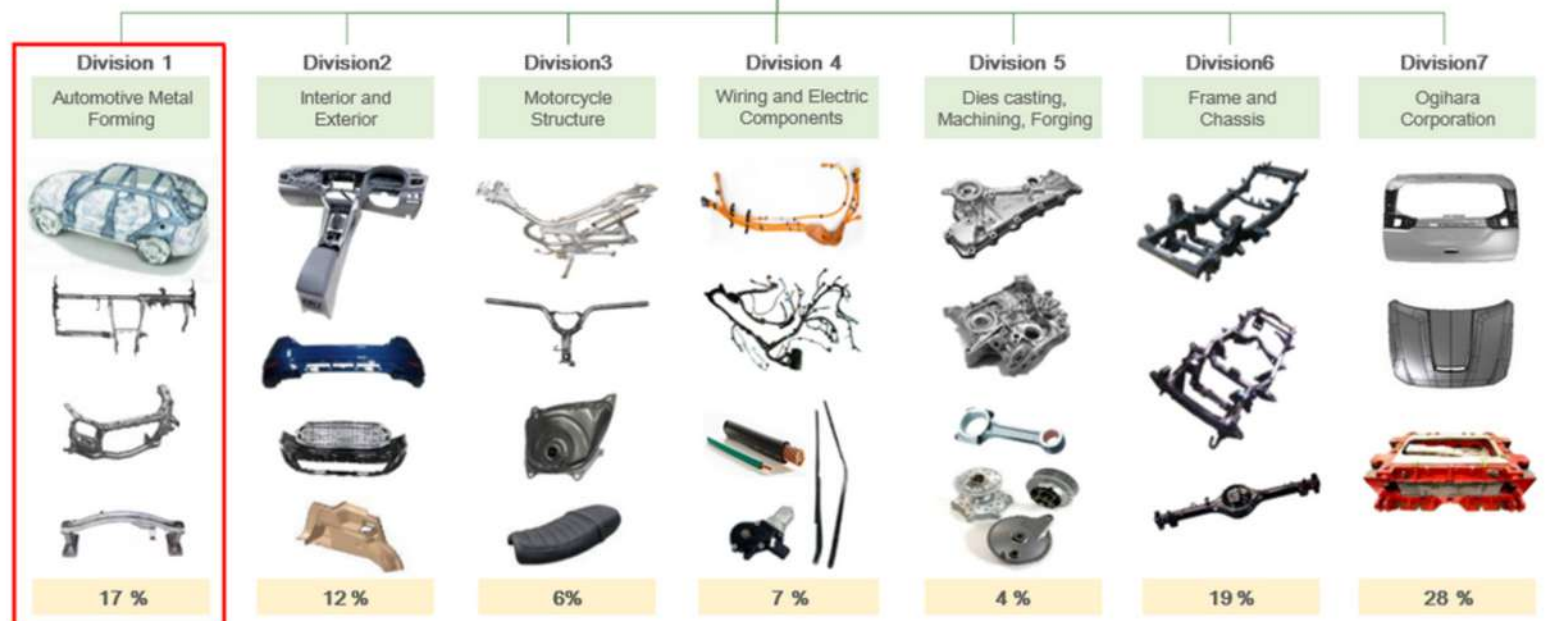 Division 1
Automotive Metal
Forming
17 %
Division2
Interior and
Exterior
12 %
Division3
Motorcycle
Structure
6%
Division 4
Wiring and Electric
Components
7 %
Division 5
Dies casting,
Machining, Forging
4 %
Division6
Frame and
Chassis
19 %
Division7
Ogihara
Corporation
28 %